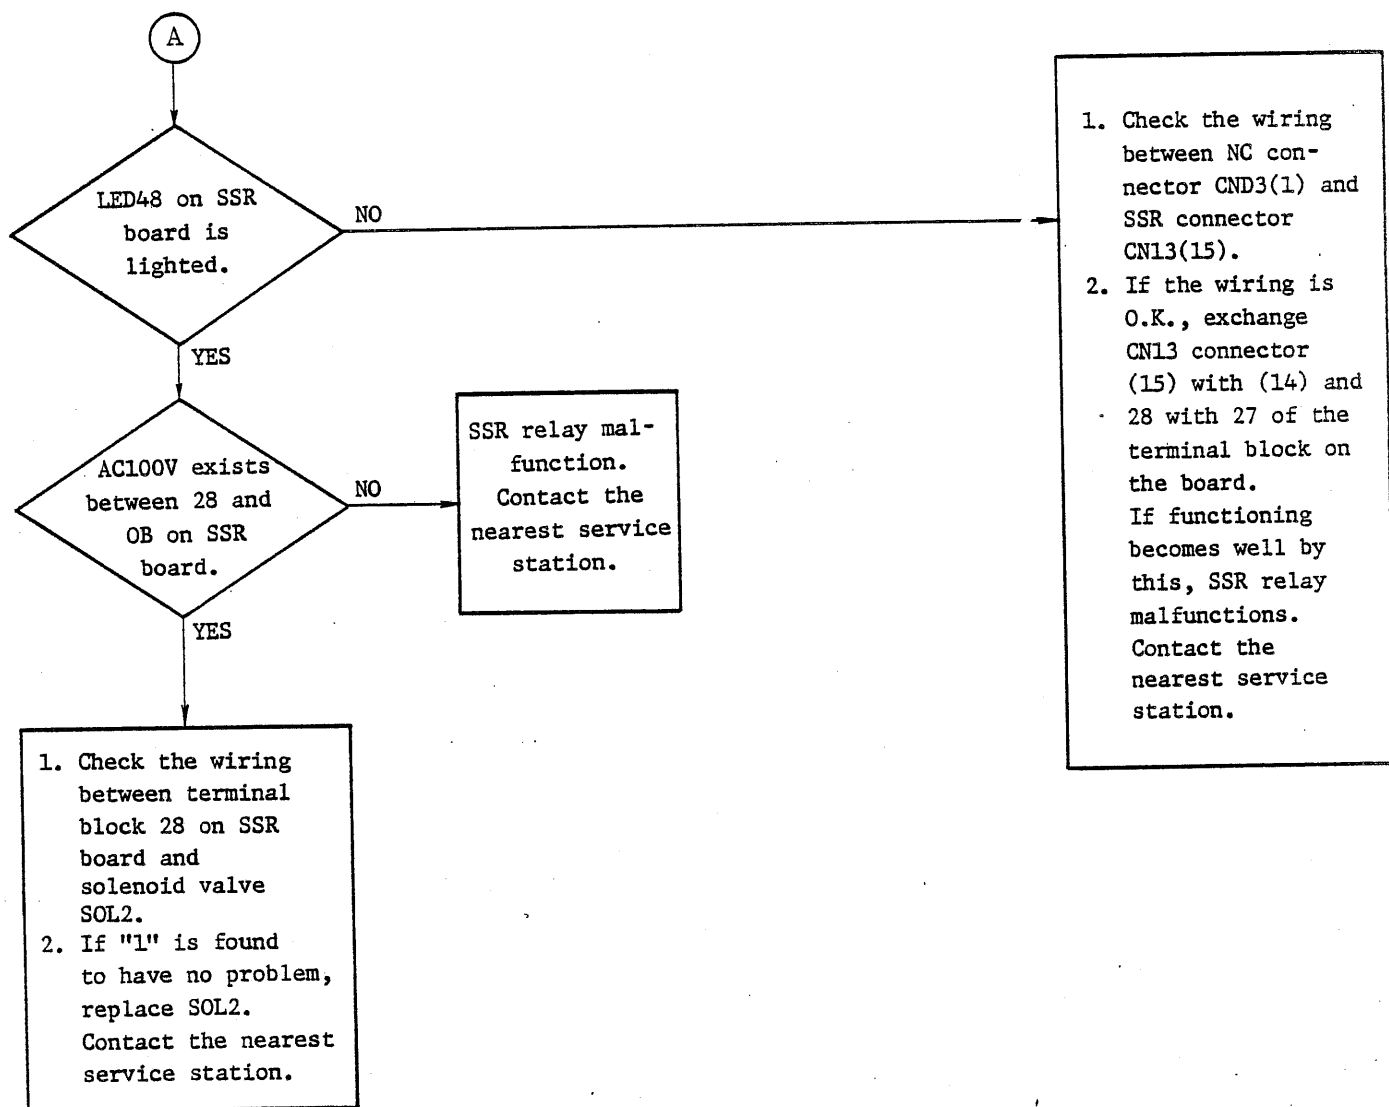 A
LED48 on SSR
board is
lighted.
NO
YES
1. Check the wiring
between NC con-
nector CND3(1) and
SSR connector
CN13(15).
2. If the wiring is
O.K., exchange
CN13 connector
(15) with (14) and
28 with 27 of the
terminal block on
the board.
If functioning
becomes well by
this, SSR relay
malfunctions.
Contact the
nearest service
station.
AC100V exists
between 28 and
OB on SSR
board.
NO
YES
SSR relay mal-
function.
Contact the
nearest service
station.
1. Check the wiring
between terminal
block 28 on SSR
board and
solenoid valve
SOL2.
2. If "1" is found
to have no problem,
replace SOL2.
Contact the nearest
service station.